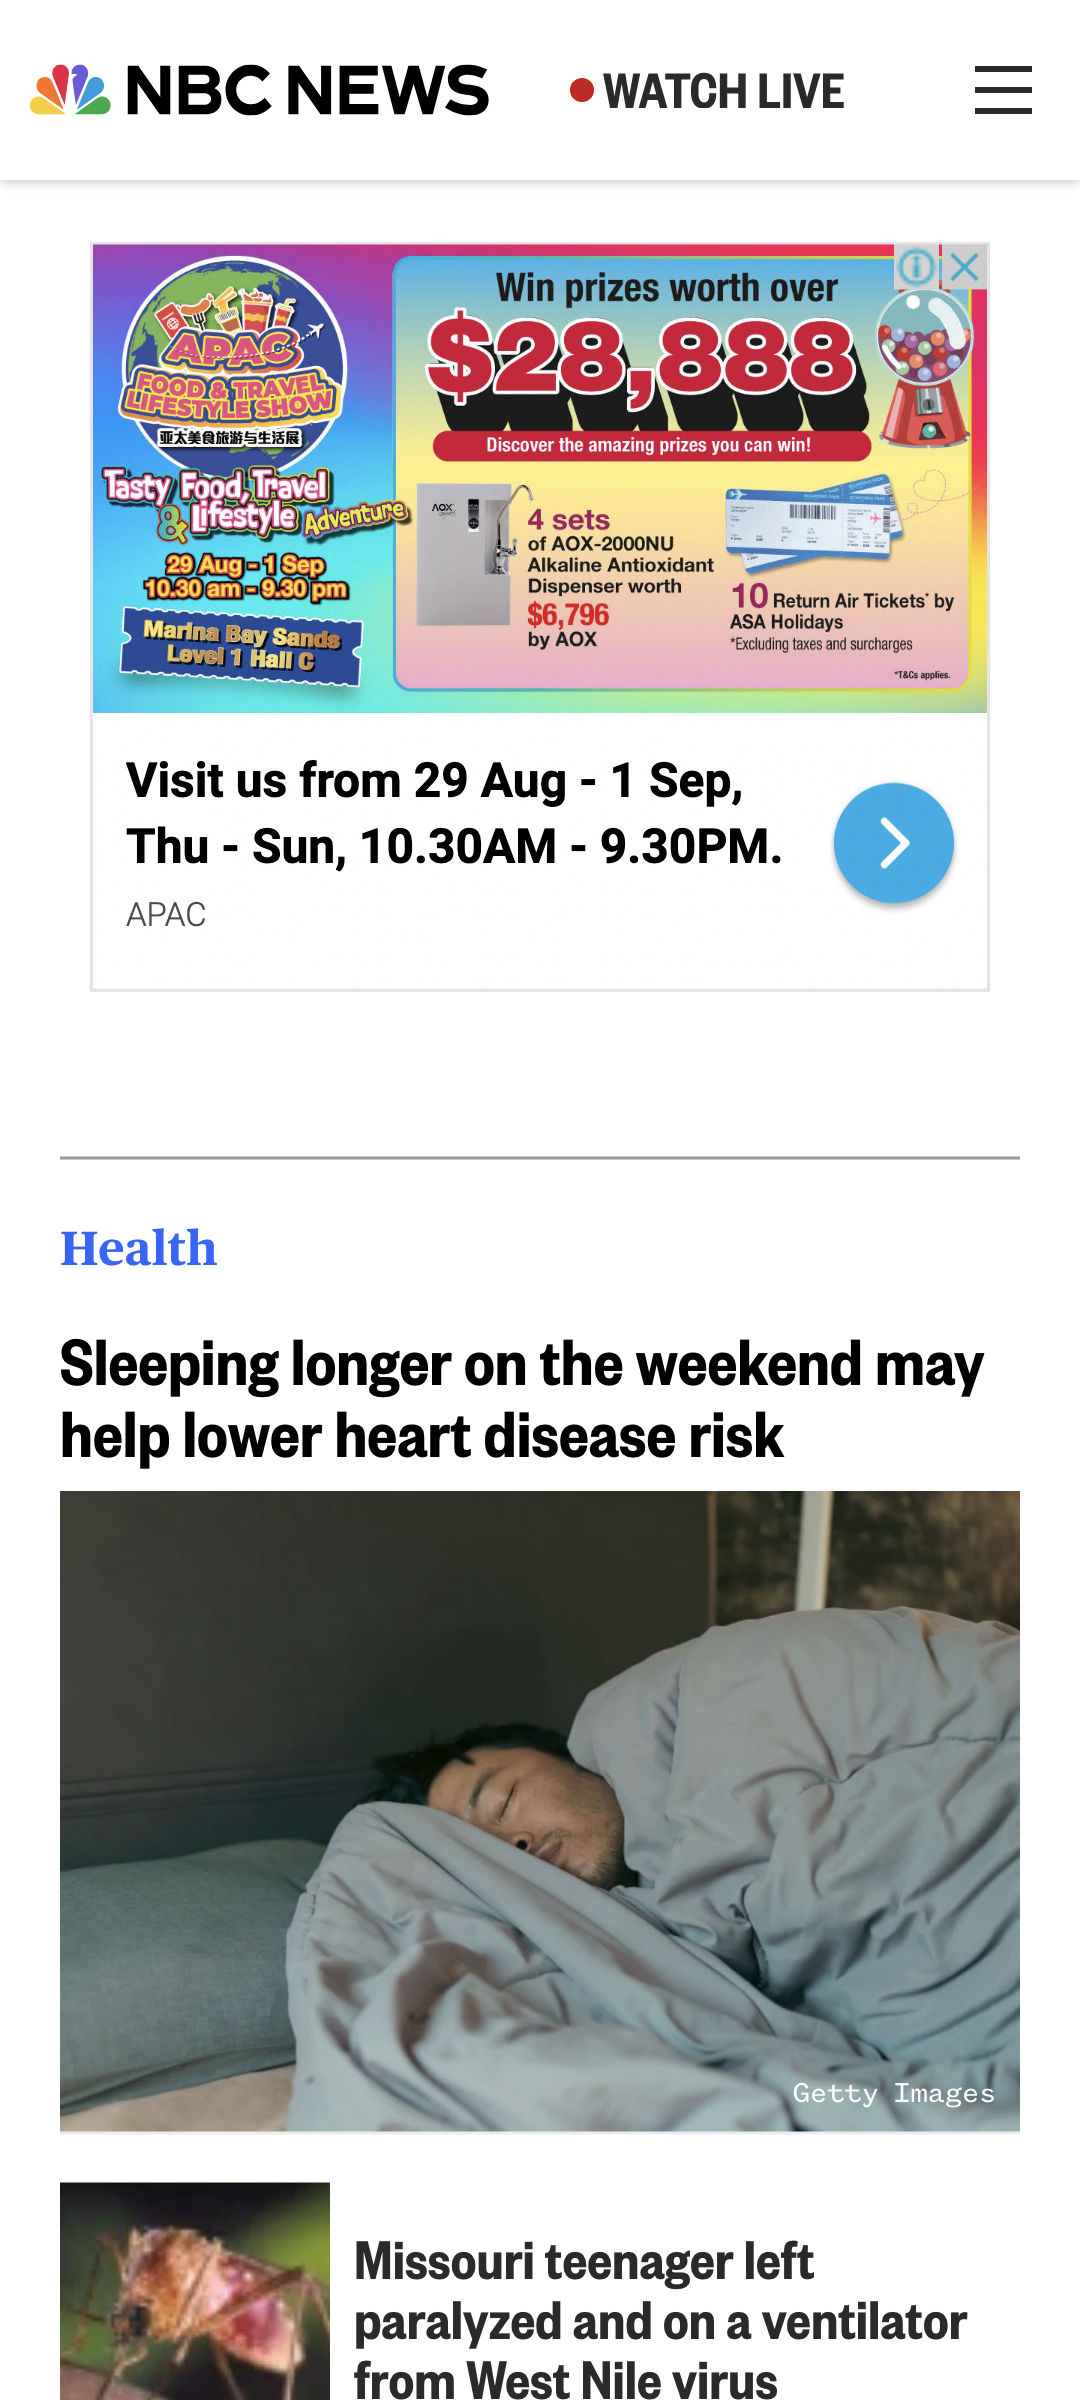 NBC NEWS
WATCH LIVE
APAC
FOOD & TRAVEL
LIFESTYLE SHOW
亚太美食旅游与生活展
Tasty Food, Travel
& Lifestyle Adventure
29 Aug - 1 Sep
10.30 am - 9.30 pm
Marina Bay Sands
Level 1 Hall C
Win prizes worth over
$28,888
Discover the amazing prizes you can win!
AOX
4 sets
of AOX-2000NU
Alkaline Antioxidant
Dispenser worth
$6,796
by AOX
BOARDING PASS
BOARDING PASS
10 Return Air Tickets* by
ASA Holidays
*Excluding taxes and surcharges
*T&Cs applies.
Visit us from 29 Aug - 1 Sep,
Thu - Sun, 10.30AM - 9.30PM.
APAC
Health
Sleeping longer on the weekend may
help lower heart disease risk
Getty Images
Missouri teenager left
paralyzed and on a ventilator
from West Nile virus